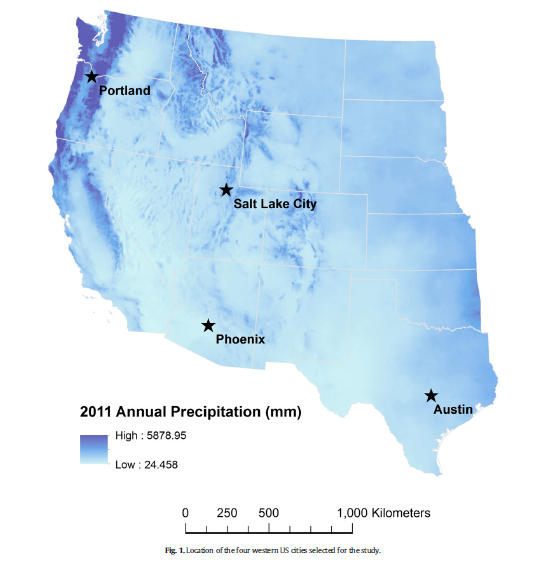 Portland
Salt Lake City
Phoenix
Austin
2011 Annual Precipitation (mm)
High : 5878.95
Low : 24.458
0 250 500 1,000 Kilometers
Fig. 1. Location of the four western US cities selected for the study.